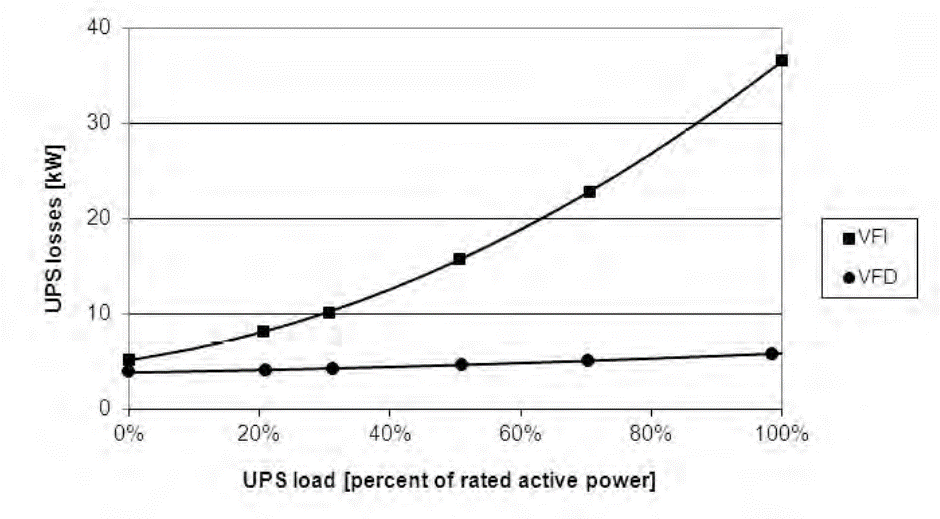 40
30
20
10
0
UPS losses [kW]
0% 20% 40% 60% 80% 100%
UPS load [percent of rated active power]
VFI
VFD